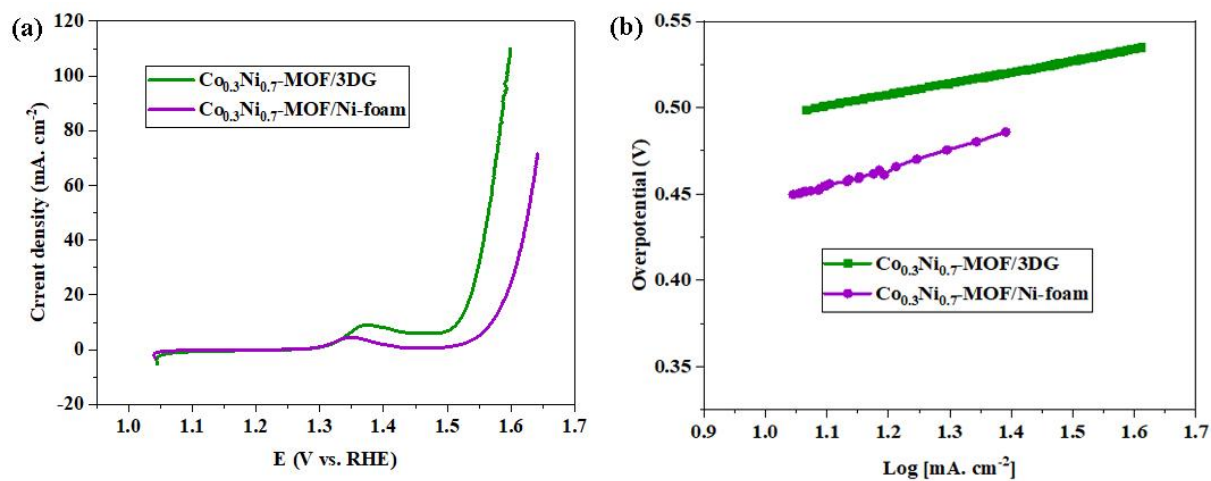 (a)
120
100
80
60
40
20
0
-20
Crrent density (mA. cm⁻²)
Co₀.₃Ni₀.₇-MOF/3DG
Co₀.₃Ni₀.₇-MOF/Ni-foam
1.0 1.1 1.2 1.3 1.4 1.5 1.6 1.7
E (V vs. RHE)
(b)
0.55
0.50
0.45
0.40
0.35
Overpotential (V)
Co₀.₃Ni₀.₇-MOF/3DG
Co₀.₃Ni₀.₇-MOF/Ni-foam
0.9 1.0 1.1 1.2 1.3 1.4 1.5 1.6 1.7
Log [mA. cm⁻²]